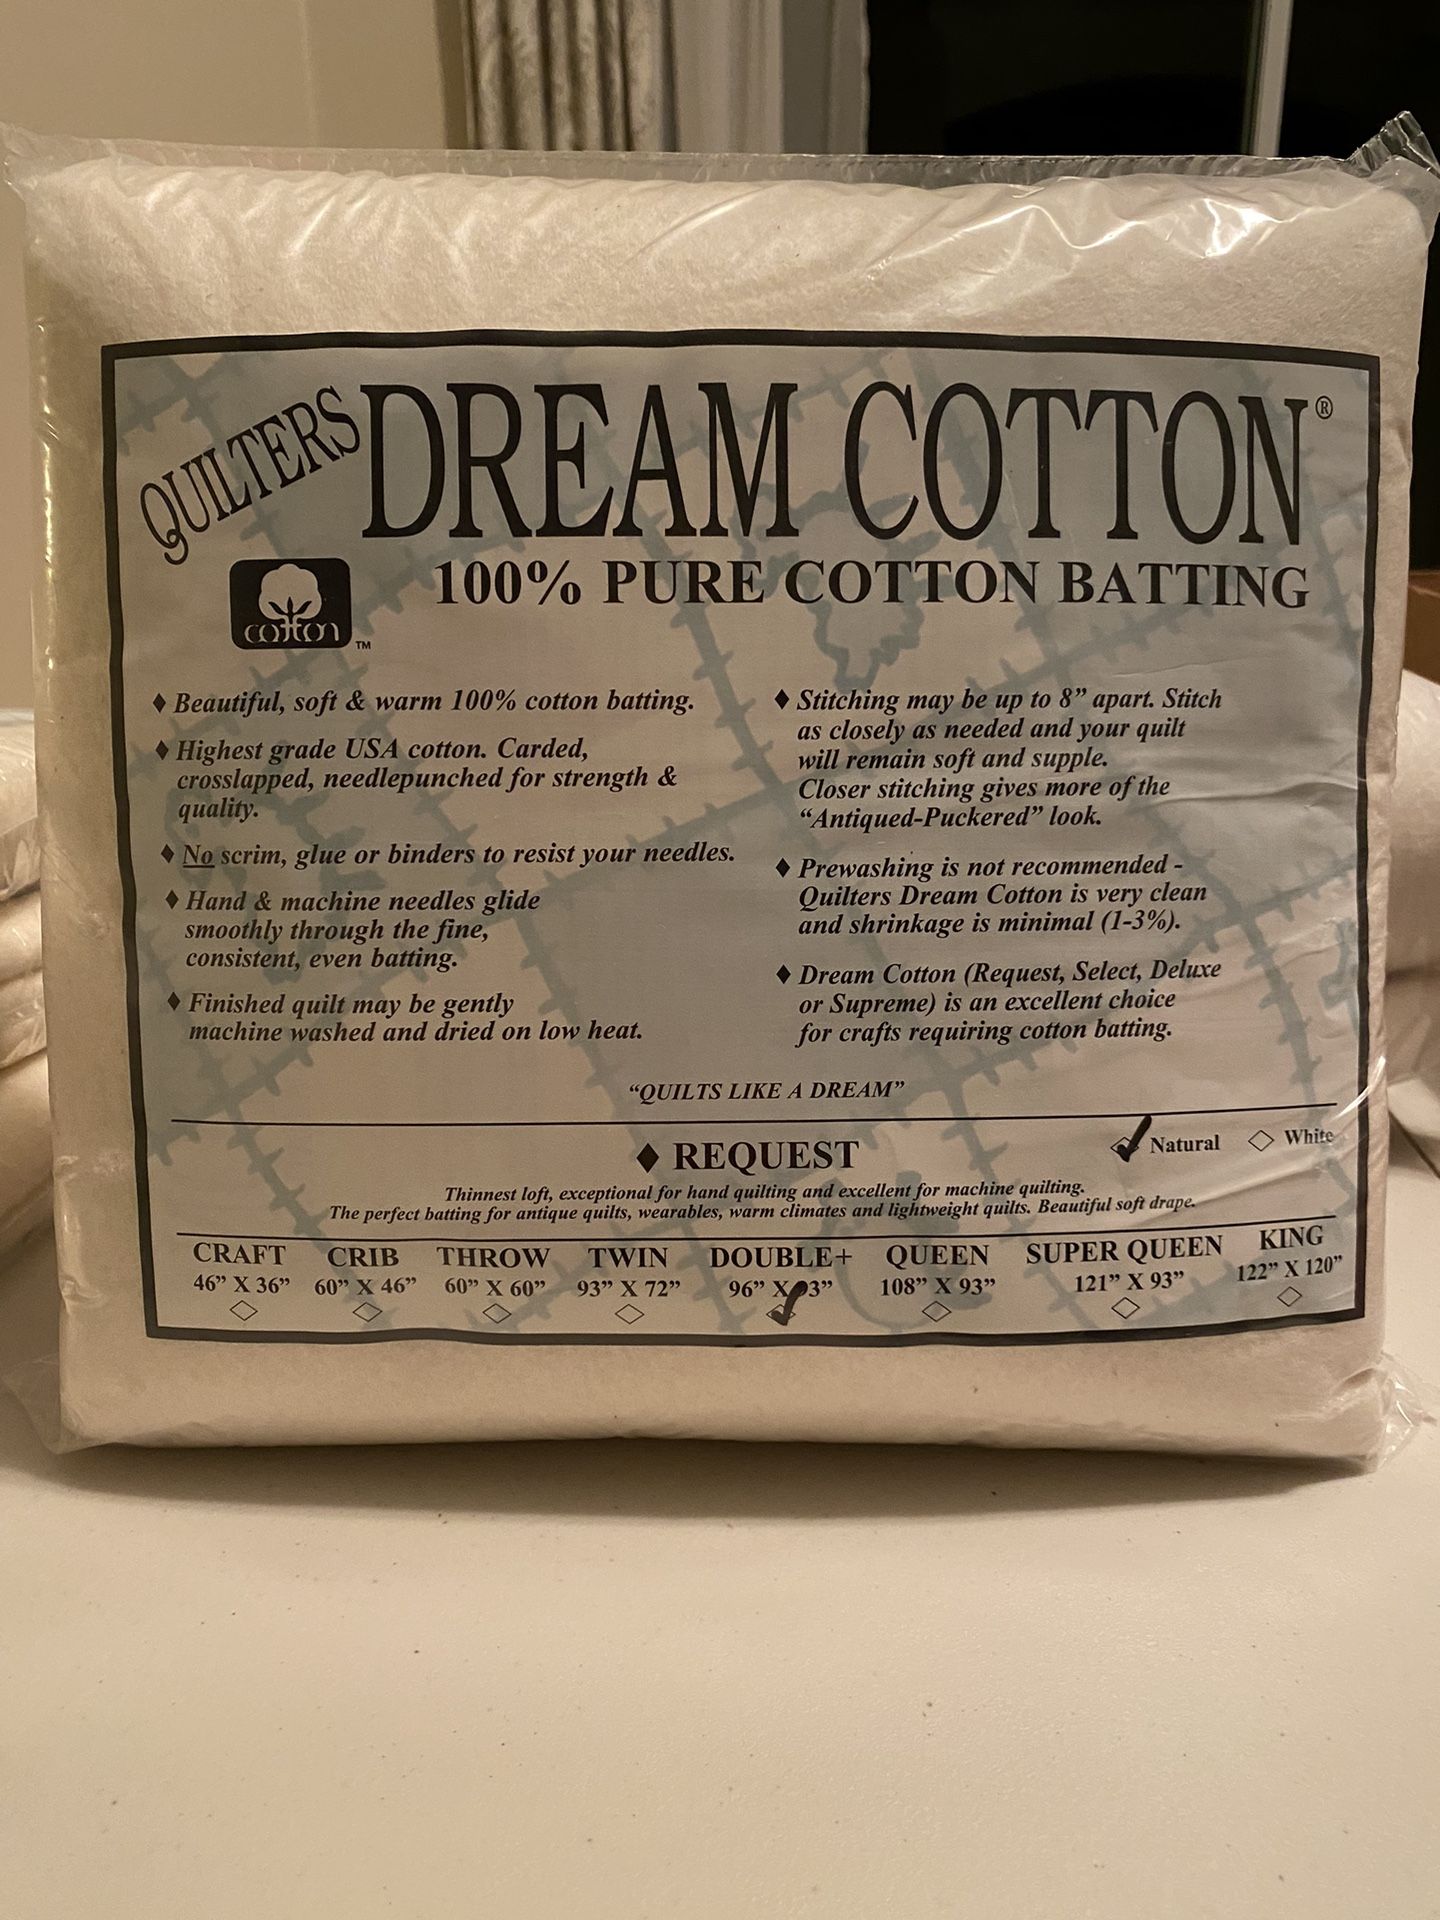 QUILTERS DREAM COTTON®
100% PURE COTTON BATTING
cotton™
♦ Beautiful, soft & warm 100% cotton batting.
♦ Highest grade USA cotton. Carded,
crosslapped, needlepunched for strength &
quality.
♦ No scrim, glue or binders to resist your needles.
♦ Hand & machine needles glide
smoothly through the fine,
consistent, even batting.
♦ Finished quilt may be gently
machine washed and dried on low heat.
♦ Stitching may be up to 8” apart. Stitch
as closely as needed and your quilt
will remain soft and supple.
Closer stitching gives more of the
“Antiqued-Puckered” look.
♦ Prewashing is not recommended -
Quilters Dream Cotton is very clean
and shrinkage is minimal (1-3%).
♦ Dream Cotton (Request, Select, Deluxe
or Supreme) is an excellent choice
for crafts requiring cotton batting.
“QUILTS LIKE A DREAM”
♦ REQUEST
Natural White
Thinnest loft, exceptional for hand quilting and excellent for machine quilting.
The perfect batting for antique quilts, wearables, warm climates and lightweight quilts. Beautiful soft drape.
CRAFT CRIB THROW TWIN DOUBLE+ QUEEN SUPER QUEEN KING
46” X 36” 60” X 46” 60” X 60” 93” X 72” 96” X 93” 108” X 93” 121” X 93” 122” X 120”